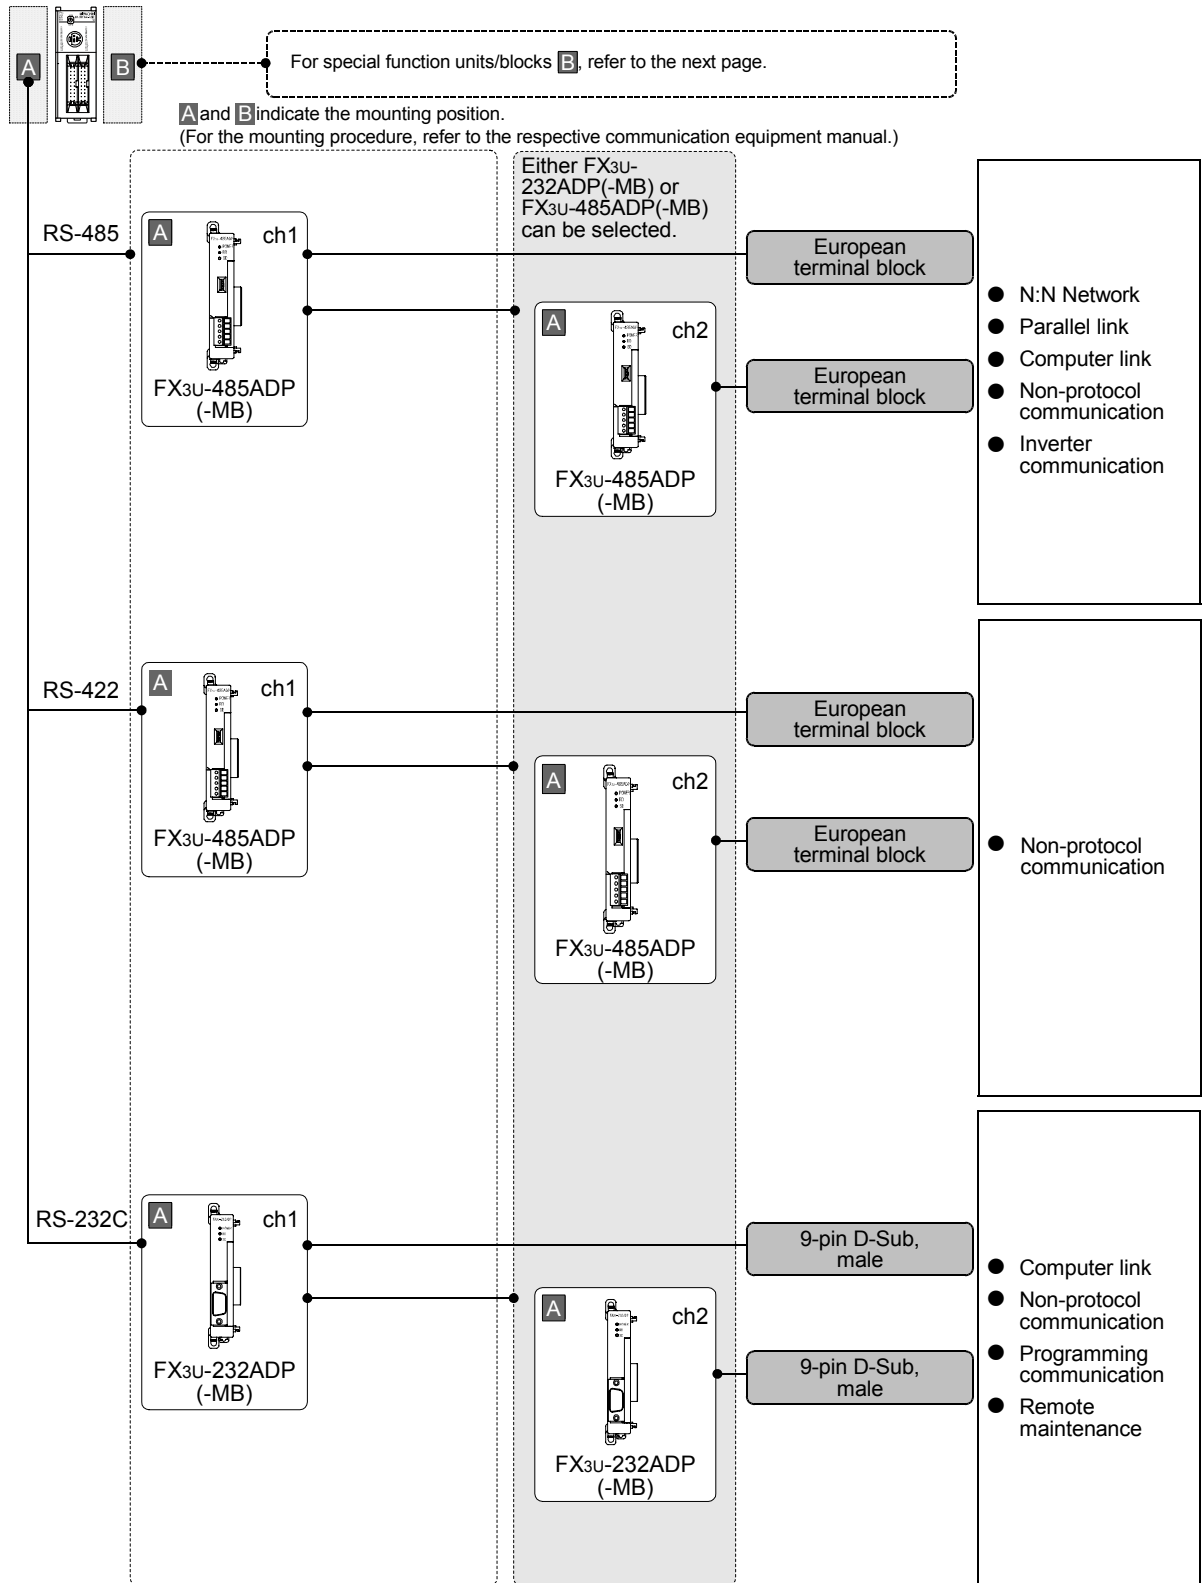 A
B
For special function units/blocks B, refer to the next page.
A and B indicate the mounting position.
(For the mounting procedure, refer to the respective communication equipment manual.)
Either FX3U-
232ADP(-MB) or
FX3U-485ADP(-MB)
can be selected.
RS-485
A
ch1
FX3U-485ADP
(-MB)
A
ch2
FX3U-485ADP
(-MB)
European
terminal block
European
terminal block
● N:N Network
● Parallel link
● Computer link
● Non-protocol
communication
● Inverter
communication
RS-422
A
ch1
FX3U-485ADP
(-MB)
A
ch2
FX3U-485ADP
(-MB)
European
terminal block
European
terminal block
● Non-protocol
communication
RS-232C
A
ch1
FX3U-232ADP
(-MB)
A
ch2
FX3U-232ADP
(-MB)
9-pin D-Sub,
male
9-pin D-Sub,
male
● Computer link
● Non-protocol
communication
● Programming
communication
● Remote
maintenance